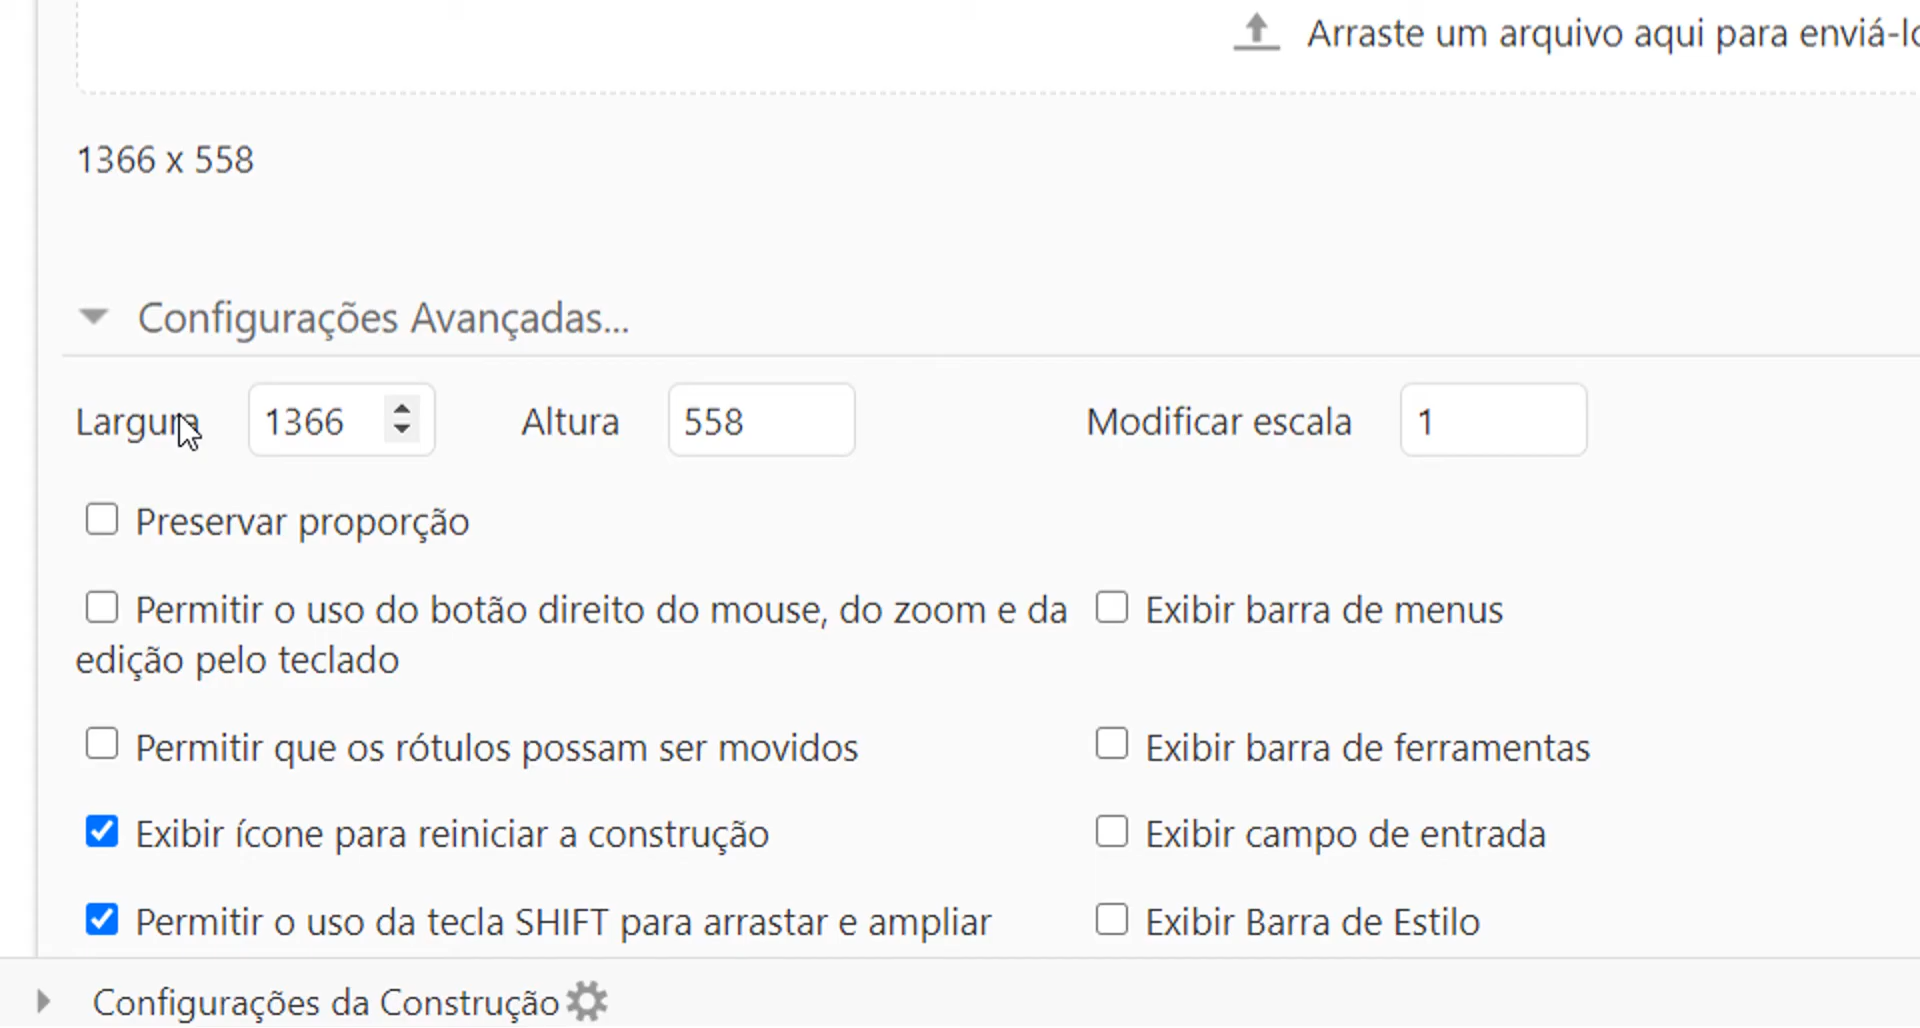 Arraste um arquivo aqui para enviá-lo
1366 x 558
Configurações Avançadas...
Largura 1366 Altura 558 Modificar escala 1
Preservar proporção
Permitir o uso do botão direito do mouse, do zoom e da Exibir barra de menus
edição pelo teclado
Permitir que os rótulos possam ser movidos Exibir barra de ferramentas
Exibir ícone para reiniciar a construção Exibir campo de entrada
Permitir o uso da tecla SHIFT para arrastar e ampliar Exibir Barra de Estilo
Configurações da Construção